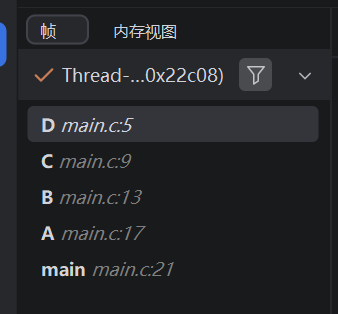 帧 内存视图
Thread-...0x22c08)
D main.c:5
C main.c:9
B main.c:13
A main.c:17
main main.c:21